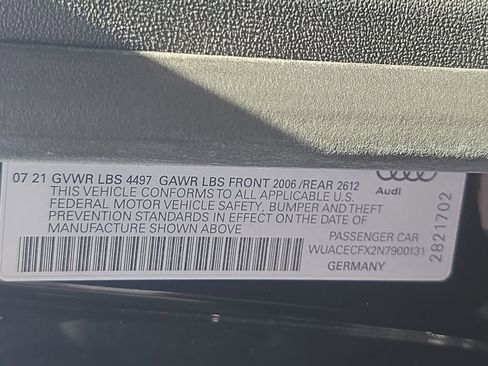 07 21 GVWR LBS 4497 GAWR LBS FRONT 2006 /REAR 2612
THIS VEHICLE CONFORMS TO ALL APPLICABLE U.S.
FEDERAL MOTOR VEHICLE SAFETY, BUMPER AND THEFT
PREVENTION STANDARDS IN EFFECT ON THE DATE OF
MANUFACTURE SHOWN ABOVE
Audi
PASSENGER CAR
WUACECFX2N7900131
GERMANY
2821702